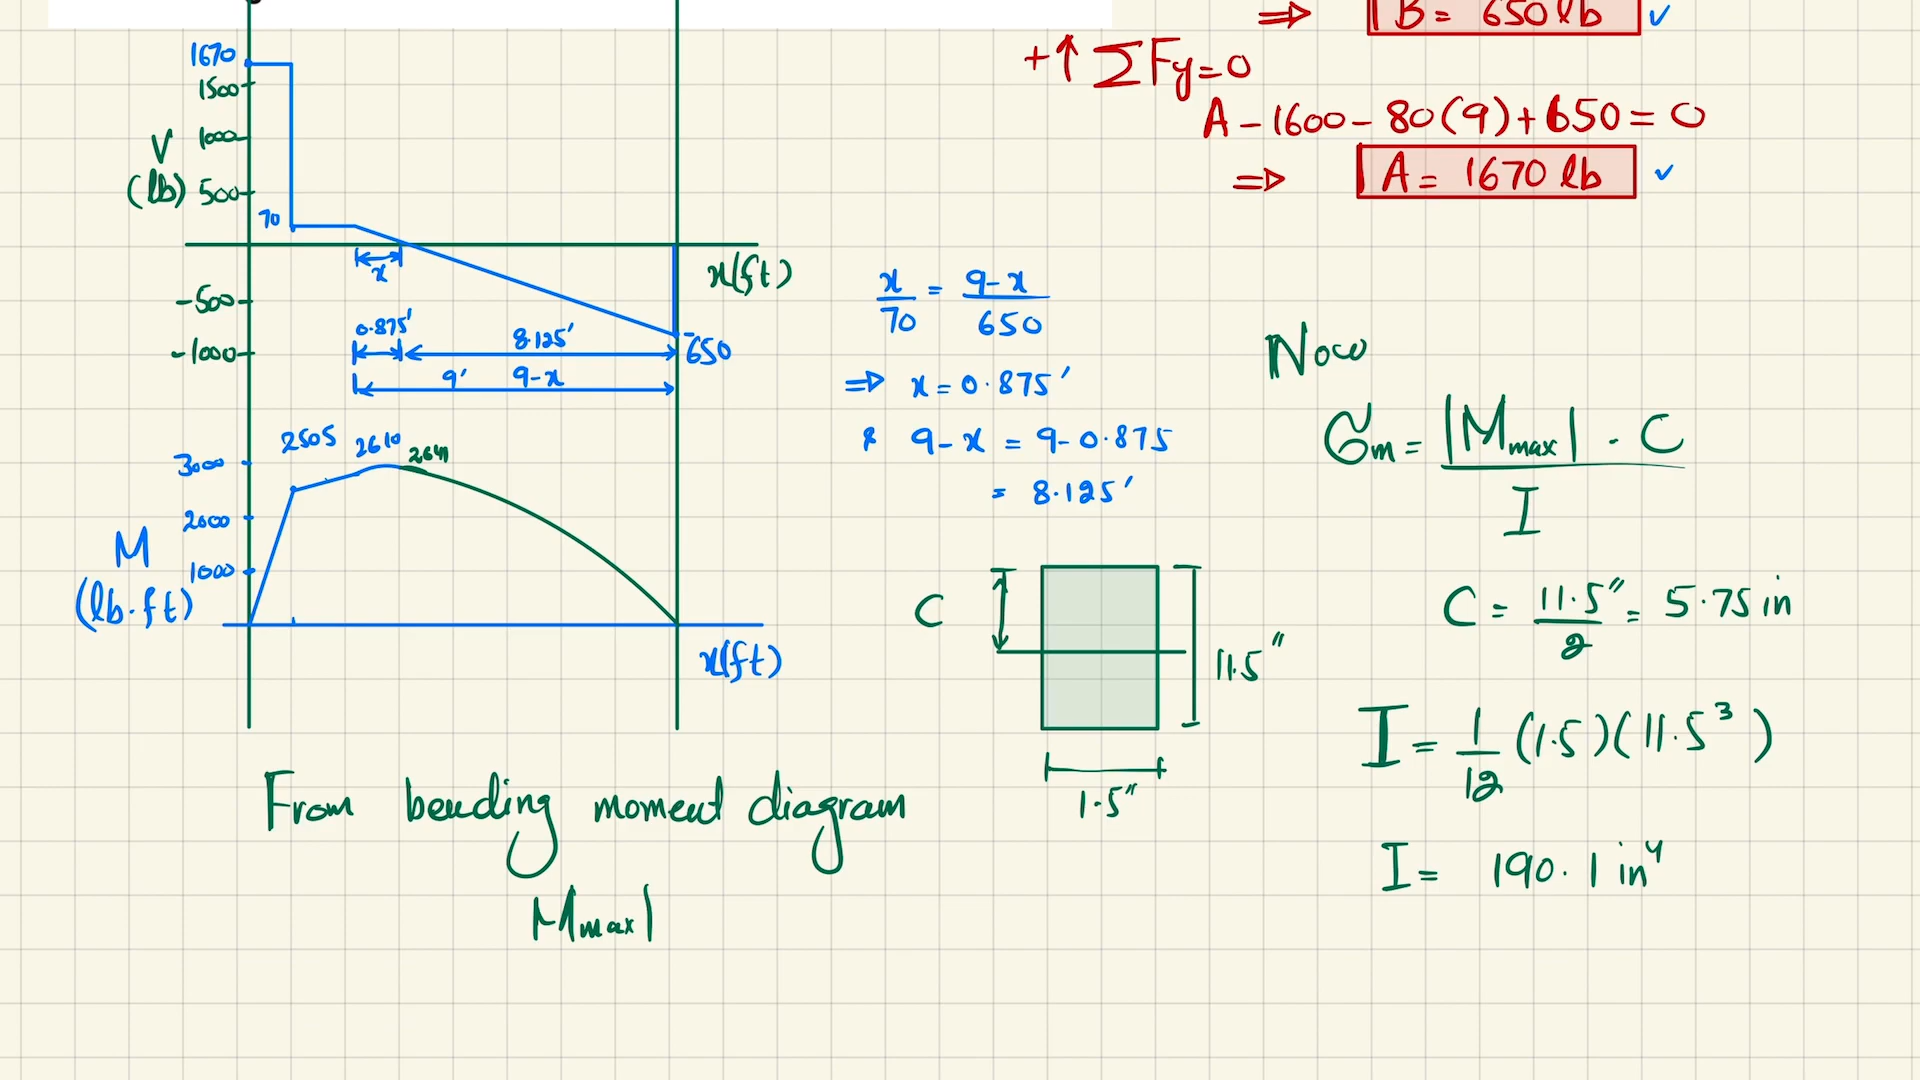 ⇒ B = 650 lb ✓
+↑ ΣFy = 0
A - 1600 - 80(9) + 650 = 0
⇒ A = 1670 lb ✓
1670
1500
1000
V
(lb)
500
70
x
x(ft)
-500
0.875'
8.125'
-1000
-650
9'
9-x
x/70 = 9-x/650
⇒ x = 0.875'
& 9-x = 9-0.875
= 8.125'
2505
2610
2641
3000
2000
M
1000
(lb.ft)
x(ft)
Now
σm = |Mmax| . C / I
C
11.5"
1.5"
C = 11.5"/2 = 5.75 in
I = 1/12 (1.5)(11.5³)
I = 190.1 in⁴
From bending moment diagram
Mmax|